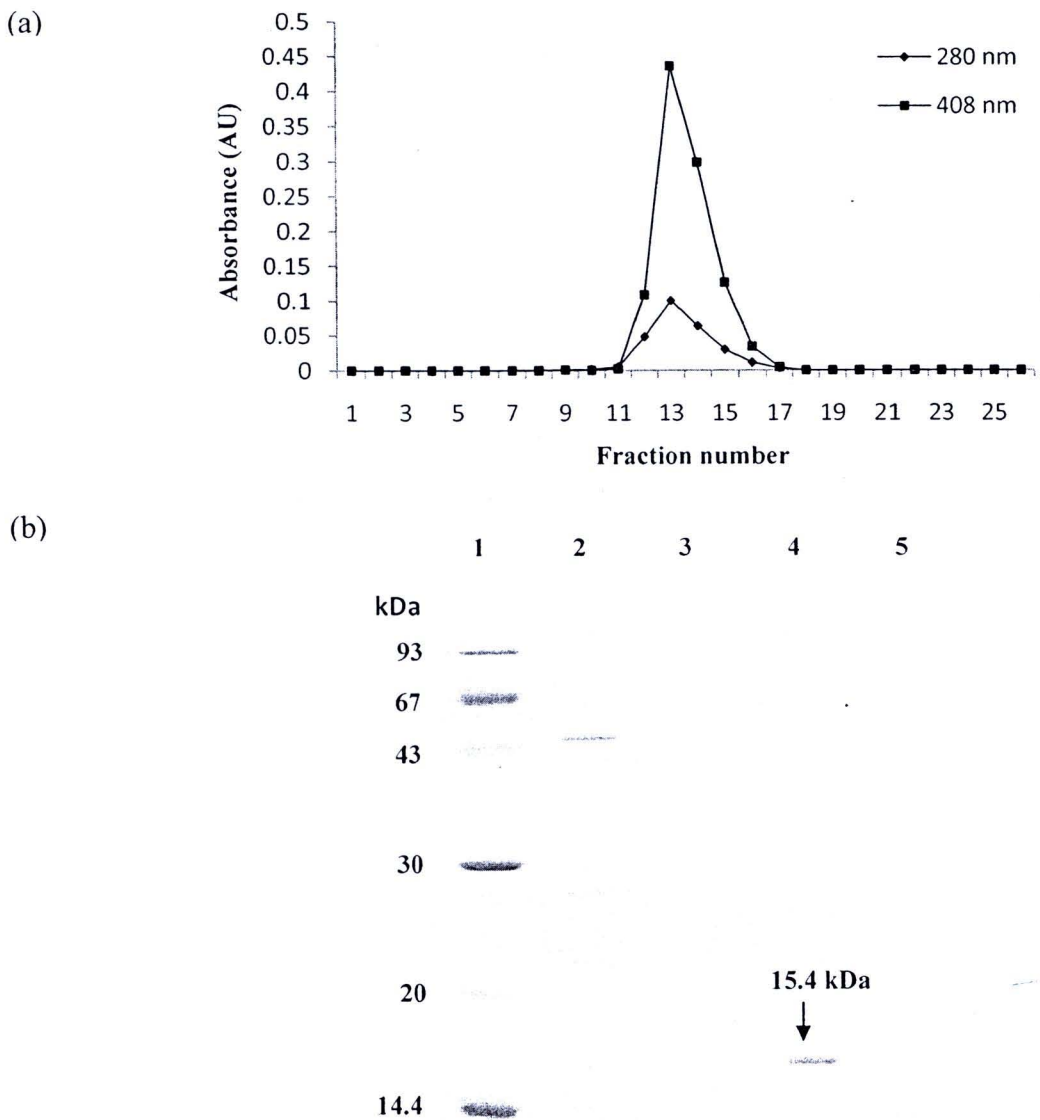 (a)
0.5
0.45
0.4
0.35
0.3
0.25
0.2
0.15
0.1
0.05
0
Absorbance (AU)
280 nm
408 nm
1 3 5 7 9 11 13 15 17 19 21 23 25
Fraction number
(b)
1 2 3 4 5
kDa
93
67
43
30
20
15.4 kDa
14.4